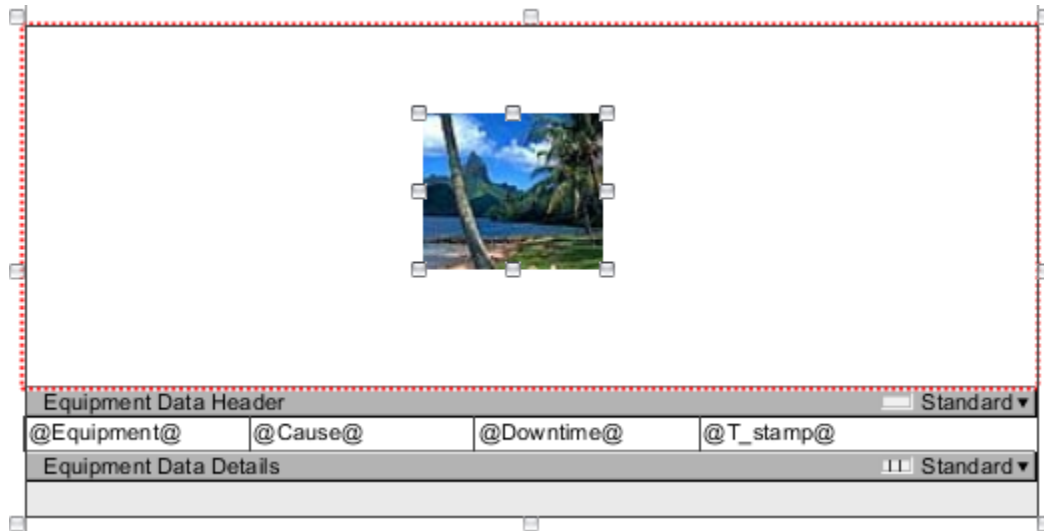 Equipment Data Header Standard
@Equipment@ @Cause@ @Downtime@ @T_stamp@
Equipment Data Details Standard